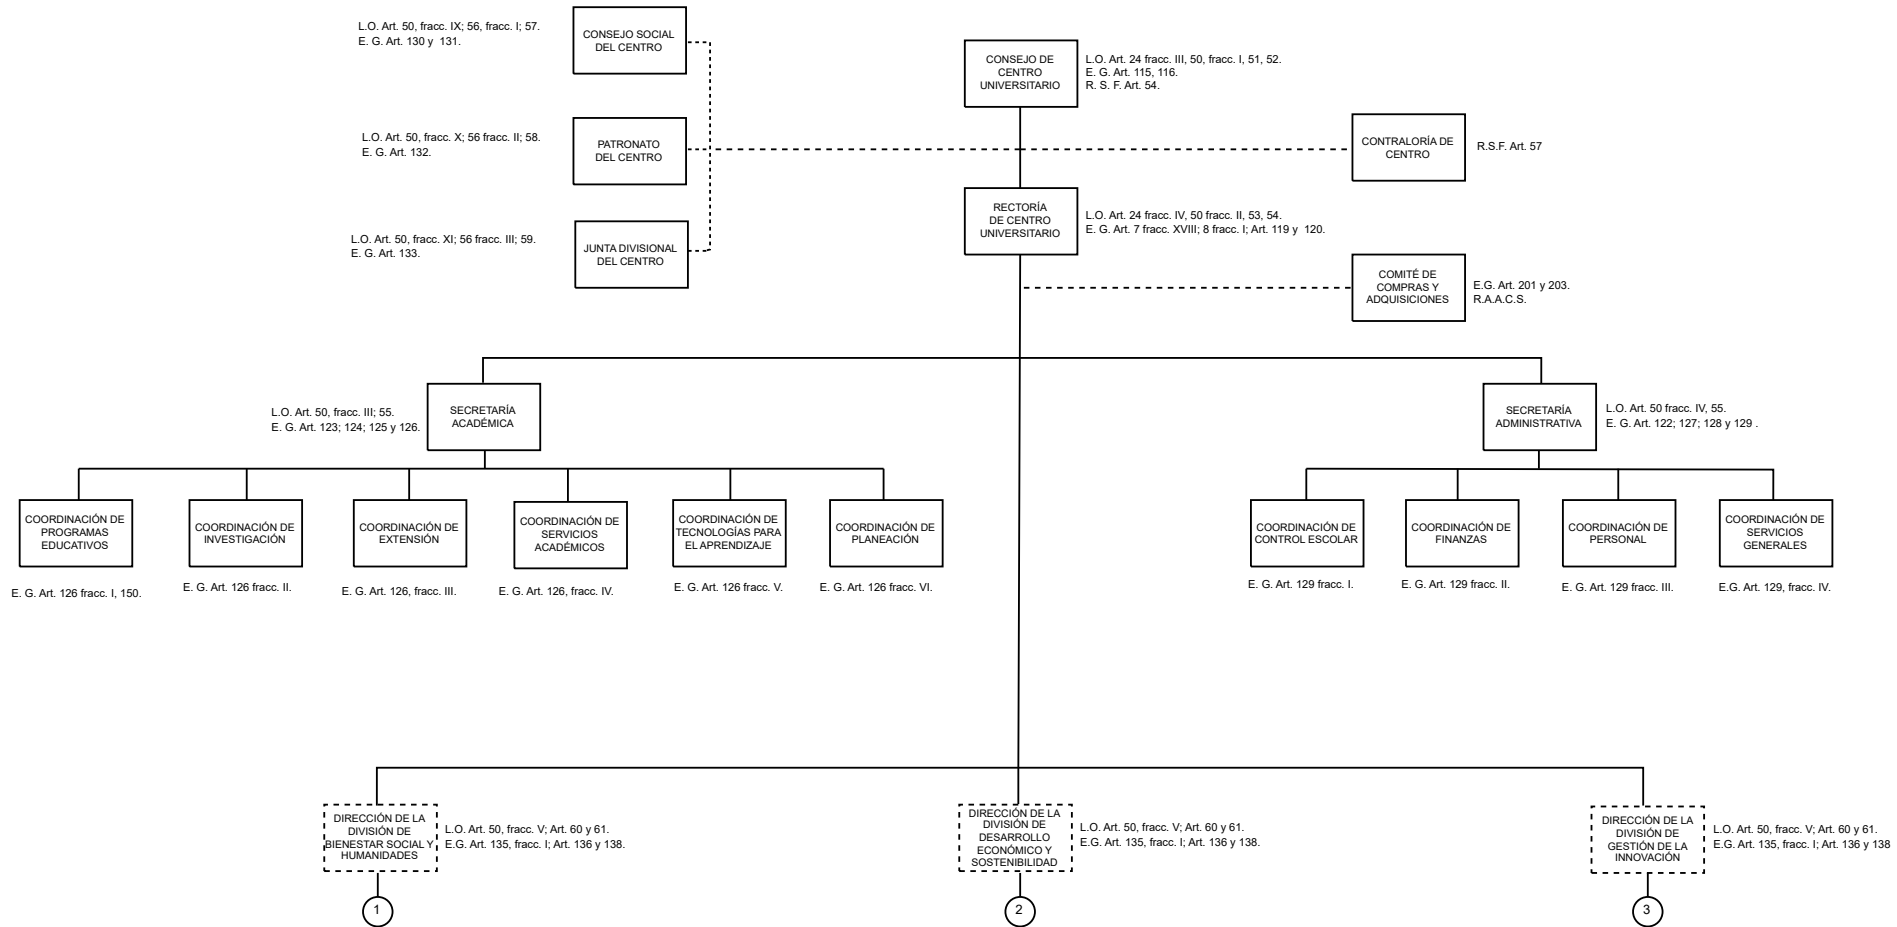 L.O. Art. 50, fracc. IX; 56, fracc. I; 57.
E. G. Art. 130 y  131.
CONSEJO SOCIAL
DEL CENTRO
CONSEJO DE
CENTRO
UNIVERSITARIO
L.O. Art. 24 fracc. III, 50, fracc. I, 51, 52.
E. G. Art. 115, 116.
R. S. F. Art. 54.
L.O. Art. 50, fracc. X; 56 fracc. II; 58.
E. G. Art. 132.
PATRONATO
DEL CENTRO
CONTRALORÍA DE
CENTRO
R.S.F. Art. 57
L.O. Art. 50, fracc. XI; 56 fracc. III; 59.
E. G. Art. 133.
JUNTA DIVISIONAL
DEL CENTRO
RECTORÍA
DE CENTRO
UNIVERSITARIO
L.O. Art. 24 fracc. IV, 50 fracc. II, 53, 54.
E. G. Art. 7 fracc. XVIII; 8 fracc. I; Art. 119 y  120.
COMITÉ DE
COMPRAS Y
ADQUISICIONES
E.G. Art. 201 y 203.
R.A.A.C.S.
L.O. Art. 50, fracc. III; 55.
E. G. Art. 123; 124; 125 y 126.
SECRETARÍA
ACADÉMICA
SECRETARÍA
ADMINISTRATIVA
L.O. Art. 50 fracc. IV, 55.
E. G. Art. 122; 127; 128 y 129 .
COORDINACIÓN DE
PROGRAMAS
EDUCATIVOS
COORDINACIÓN DE
INVESTIGACIÓN
COORDINACIÓN DE
EXTENSIÓN
COORDINACIÓN DE
SERVICIOS
ACADÉMICOS
COORDINACIÓN DE
TECNOLOGÍAS PARA
EL APRENDIZAJE
COORDINACIÓN DE
PLANEACIÓN
COORDINACIÓN DE
CONTROL ESCOLAR
COORDINACIÓN DE
FINANZAS
COORDINACIÓN DE
PERSONAL
COORDINACIÓN DE
SERVICIOS
GENERALES
E. G. Art. 126 fracc. I, 150.
E. G. Art. 126 fracc. II.
E. G. Art. 126, fracc. III.
E. G. Art. 126, fracc. IV.
E. G. Art. 126 fracc. V.
E. G. Art. 126 fracc. VI.
E. G. Art. 129 fracc. I.
E. G. Art. 129 fracc. II.
E. G. Art. 129 fracc. III.
E.G. Art. 129, fracc. IV.
DIRECCIÓN DE LA
DIVISIÓN DE
BIENESTAR SOCIAL Y
HUMANIDADES
L.O. Art. 50, fracc. V; Art. 60 y 61.
E.G. Art. 135, fracc. I; Art. 136 y 138.
DIRECCIÓN DE LA
DIVISIÓN DE
DESARROLLO
ECONÓMICO Y
SOSTENIBILIDAD
L.O. Art. 50, fracc. V; Art. 60 y 61.
E.G. Art. 135, fracc. I; Art. 136 y 138.
DIRECCIÓN DE LA
DIVISIÓN DE
GESTIÓN DE LA
INNOVACIÓN
L.O. Art. 50, fracc. V; Art. 60 y 61.
E.G. Art. 135, fracc. I; Art. 136 y 138
1
2
3